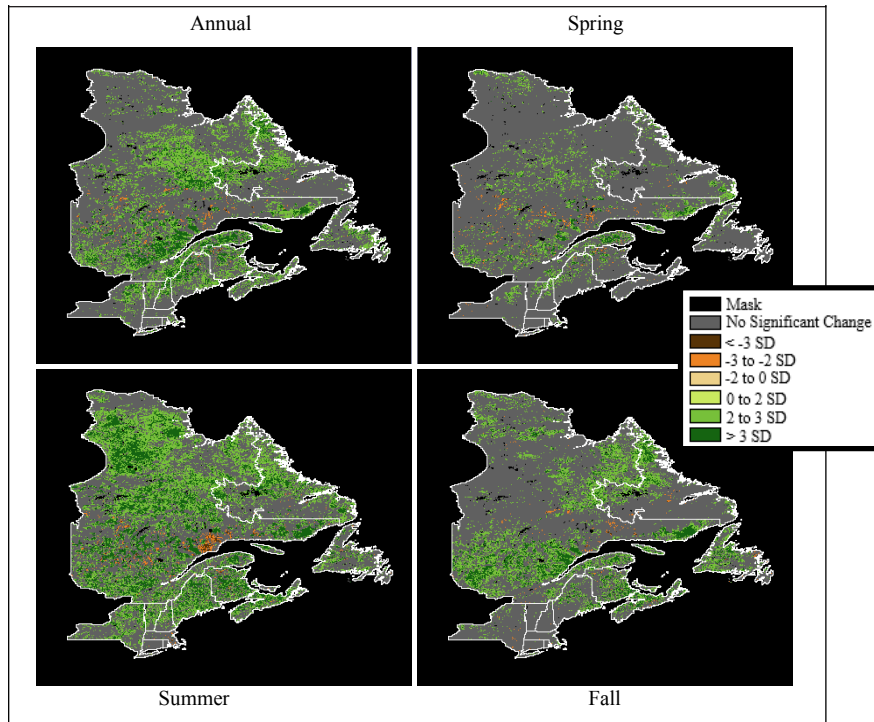 Annual
Spring
Mask
No Significant Change
< -3 SD
-3 to -2 SD
-2 to 0 SD
0 to 2 SD
2 to 3 SD
> 3 SD
Summer
Fall